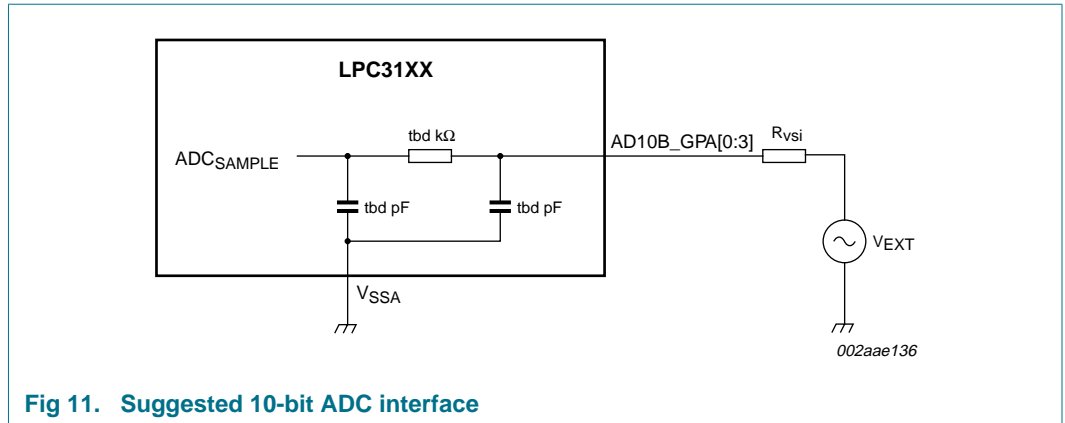 LPC31XX
tbd kΩ
AD10B_GPA[0:3]
Rvsi
ADCSAMPLE
tbd pF
tbd pF
VEXT
VSSA
002aae136
Fig 11. Suggested 10-bit ADC interface